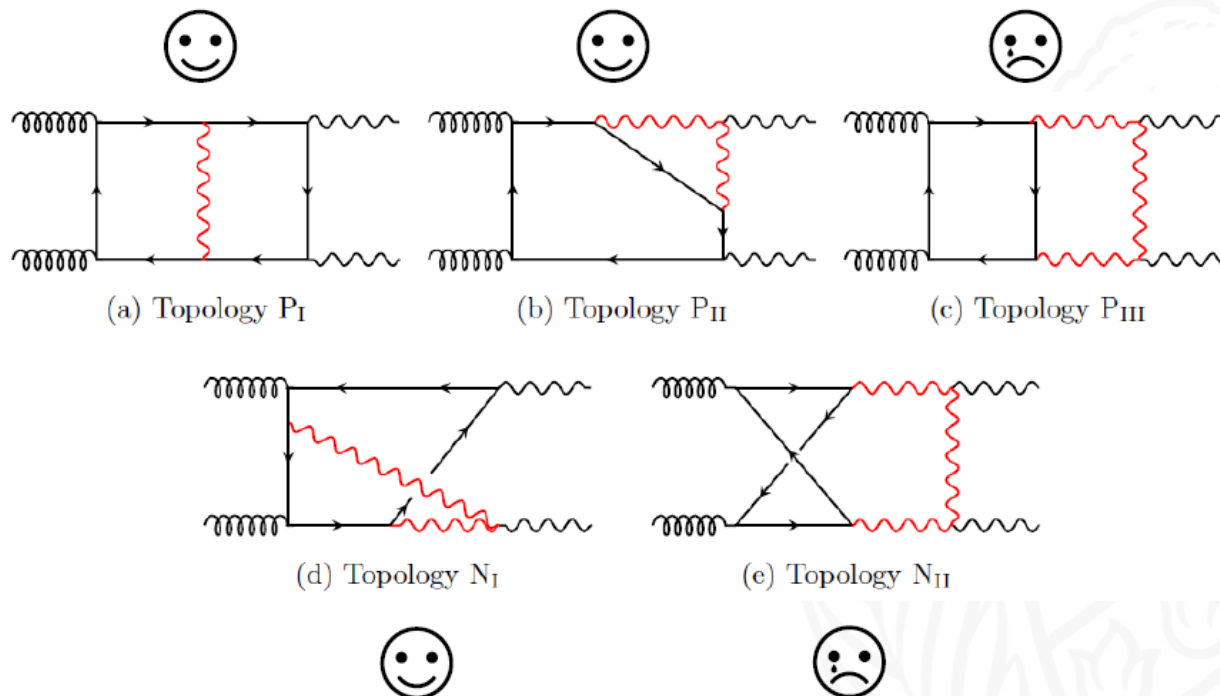 (a) Topology P_I
(b) Topology P_II
(c) Topology P_III
(d) Topology N_I
(e) Topology N_II